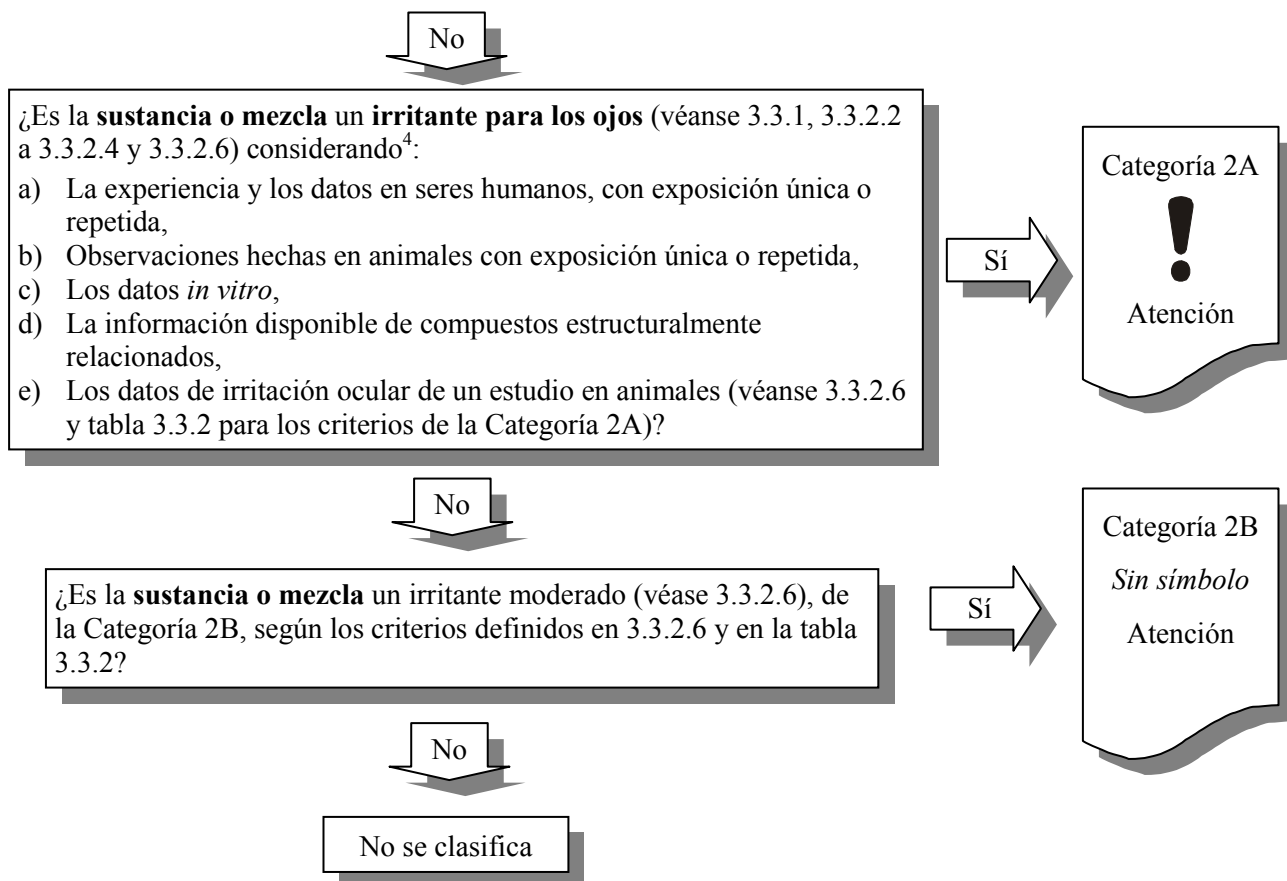 No
¿Es la sustancia o mezcla un irritante para los ojos (véanse 3.3.1, 3.3.2.2
a 3.3.2.4 y 3.3.2.6) considerando4:
a) La experiencia y los datos en seres humanos, con exposición única o
repetida,
b) Observaciones hechas en animales con exposición única o repetida,
c) Los datos in vitro,
d) La información disponible de compuestos estructuralmente
relacionados,
e) Los datos de irritación ocular de un estudio en animales (véanse 3.3.2.6
y tabla 3.3.2 para los criterios de la Categoría 2A)?
Sí
Categoría 2A
!
Atención
No
¿Es la sustancia o mezcla un irritante moderado (véase 3.3.2.6), de
la Categoría 2B, según los criterios definidos en 3.3.2.6 y en la tabla
3.3.2?
Sí
Categoría 2B
Sin símbolo
Atención
No
No se clasifica